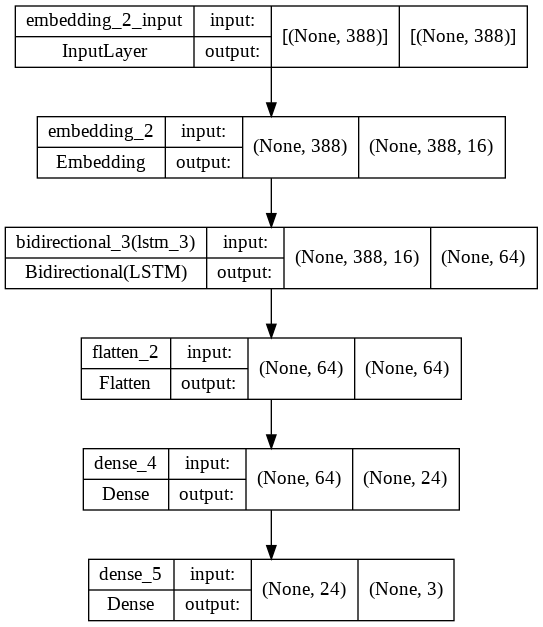 embedding_2_input input: [(None, 388)] [(None, 388)]
InputLayer output:
embedding_2 input: (None, 388) (None, 388, 16)
Embedding output:
bidirectional_3(lstm_3) input: (None, 388, 16) (None, 64)
Bidirectional(LSTM) output:
flatten_2 input: (None, 64) (None, 64)
Flatten output:
dense_4 input: (None, 64) (None, 24)
Dense output:
dense_5 input: (None, 24) (None, 3)
Dense output: